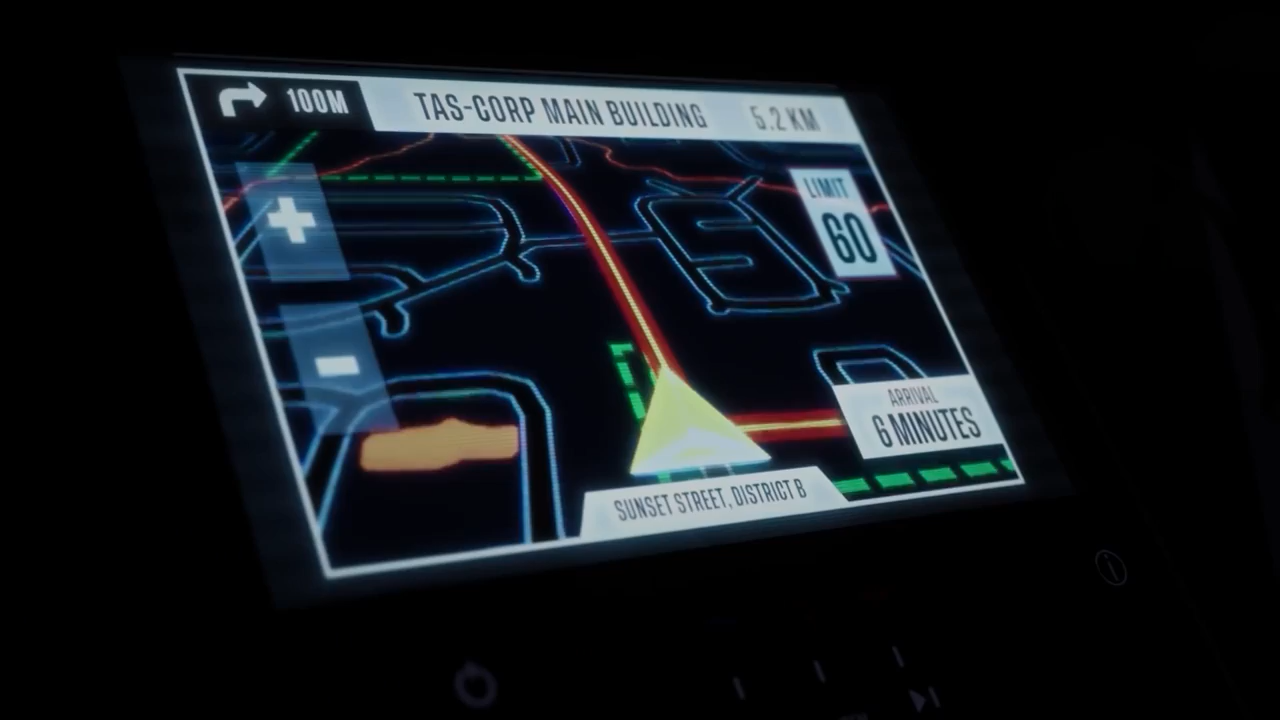 100M
TAS-CORP MAIN BUILDING
5.2 KM
LIMIT
60
ARRIVAL
6 MINUTES
SUNSET STREET, DISTRICT B